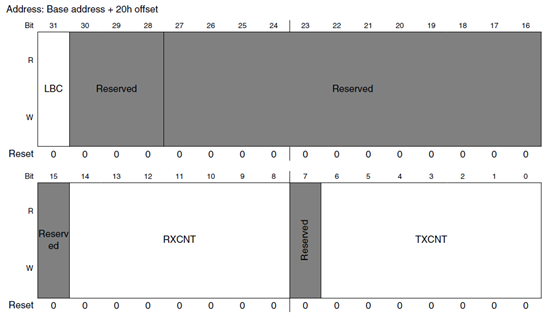 Address: Base address + 20h offset
Bit 31 30 29 28 27 26 25 24 23 22 21 20 19 18 17 16
R
LBC Reserved Reserved
W
Reset 0 0 0 0 0 0 0 0 0 0 0 0 0 0 0 0
Bit 15 14 13 12 11 10 9 8 7 6 5 4 3 2 1 0
R
Reserv
ed RXCNT Reserved TXCNT
W
Reset 0 0 0 0 0 0 0 0 0 0 0 0 0 0 0 0